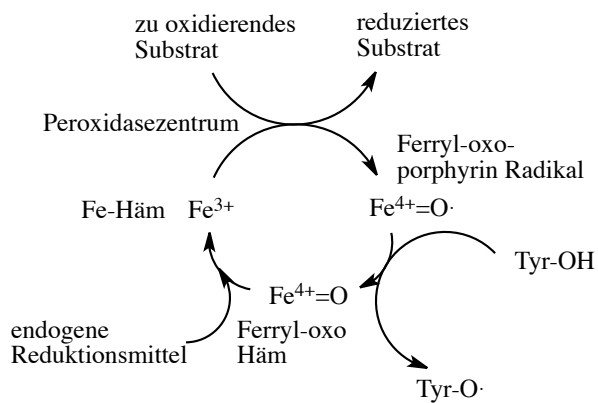 zu oxidierendes
Substrat
reduziertes
Substrat
Peroxidasezentrum
Ferryl-oxo-
porphyrin Radikal
Fe-Häm Fe³⁺
Fe⁴⁺=O·
Tyr-OH
Fe⁴⁺=O
endogene
Reduktionsmittel
Ferryl-oxo
Häm
Tyr-O·